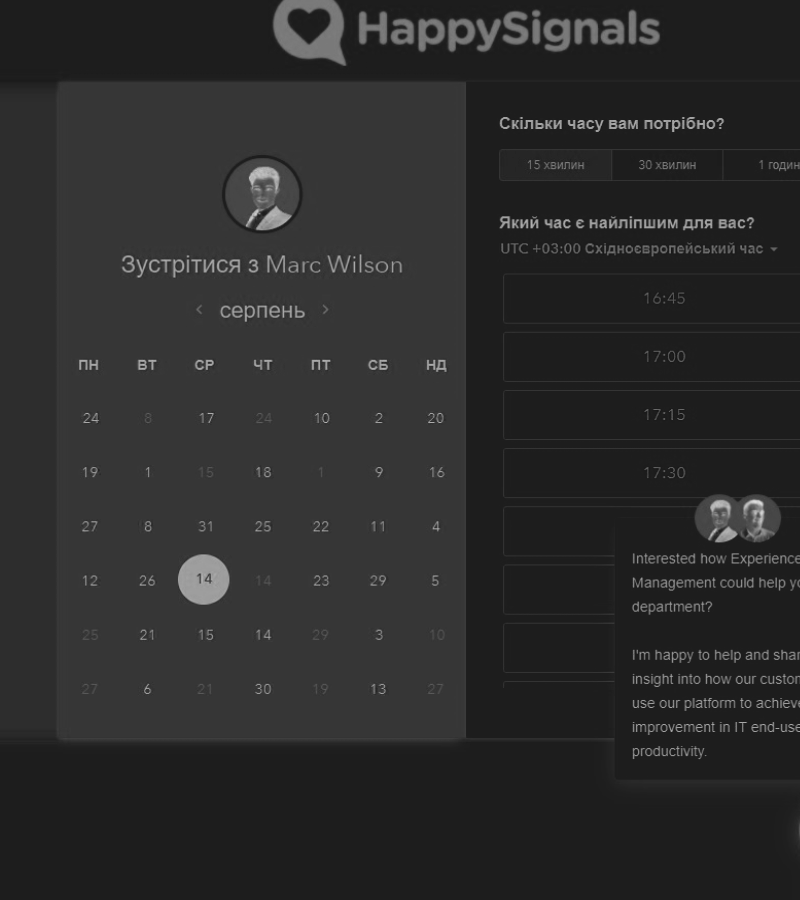 HappySignals
Зустрітися з Marc Wilson
серпень
ПН ВТ СР ЧТ ПТ СБ НД
24 8 17 24 10 2 20
19 1 15 18 1 9 16
27 8 31 25 22 11 4
12 26 14 14 23 29 5
25 21 15 14 29 3 10
27 6 21 30 19 13 27
Скільки часу вам потрібно?
15 хвилин 30 хвилин 1 годин
Який час є найліпшим для вас?
UTC +03:00 Східноєвропейський час
16:45
17:00
17:15
17:30
Interested how Experience
Management could help yo
department?
I'm happy to help and shar
insight into how our custom
use our platform to achieve
improvement in IT end-use
productivity.